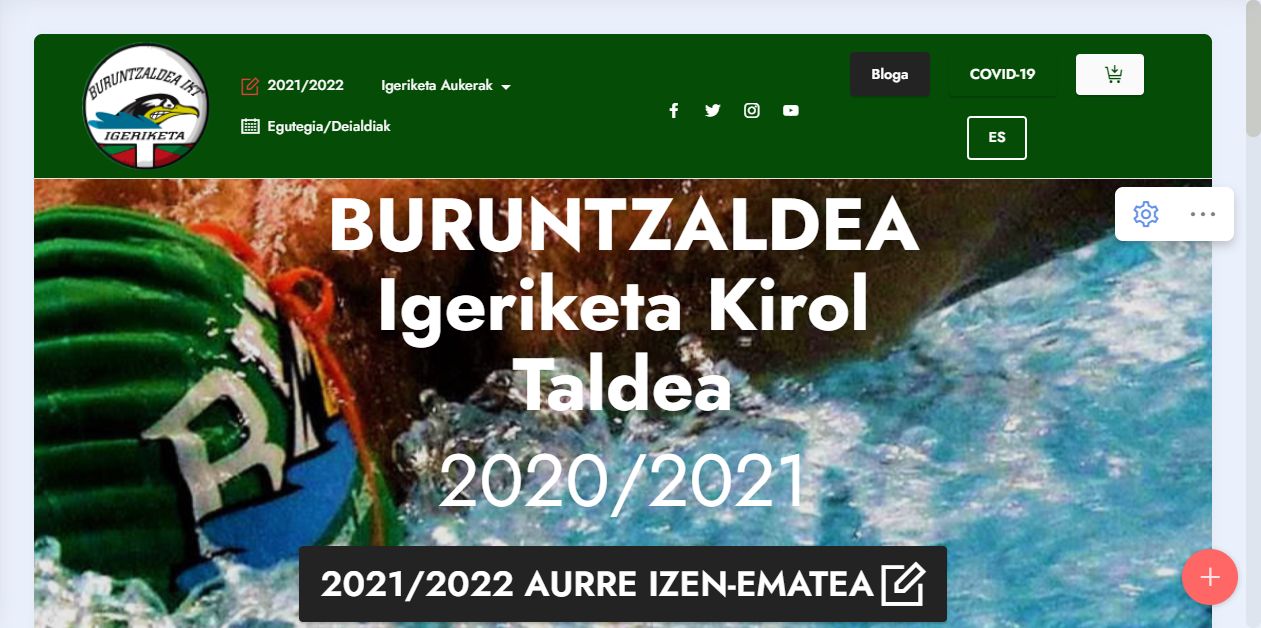 BURUNTZALDEA IKT
IGERIKETA
2021/2022
Igeriketa Aukerak
Egutegia/Deialdiak
Bloga
COVID-19
ES
BURUNTZALDEA
Igeriketa Kirol
Taldea
2020/2021
2021/2022 AURRE IZEN-EMATEA